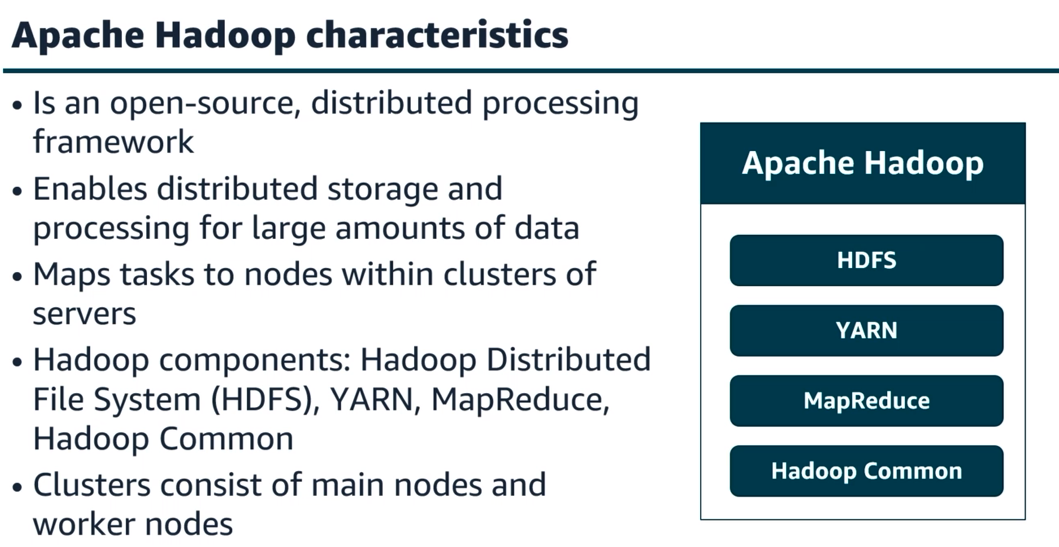 Apache Hadoop characteristics
• Is an open-source, distributed processing
framework
• Enables distributed storage and
processing for large amounts of data
• Maps tasks to nodes within clusters of
servers
• Hadoop components: Hadoop Distributed
File System (HDFS), YARN, MapReduce,
Hadoop Common
• Clusters consist of main nodes and
worker nodes
Apache Hadoop
HDFS
YARN
MapReduce
Hadoop Common